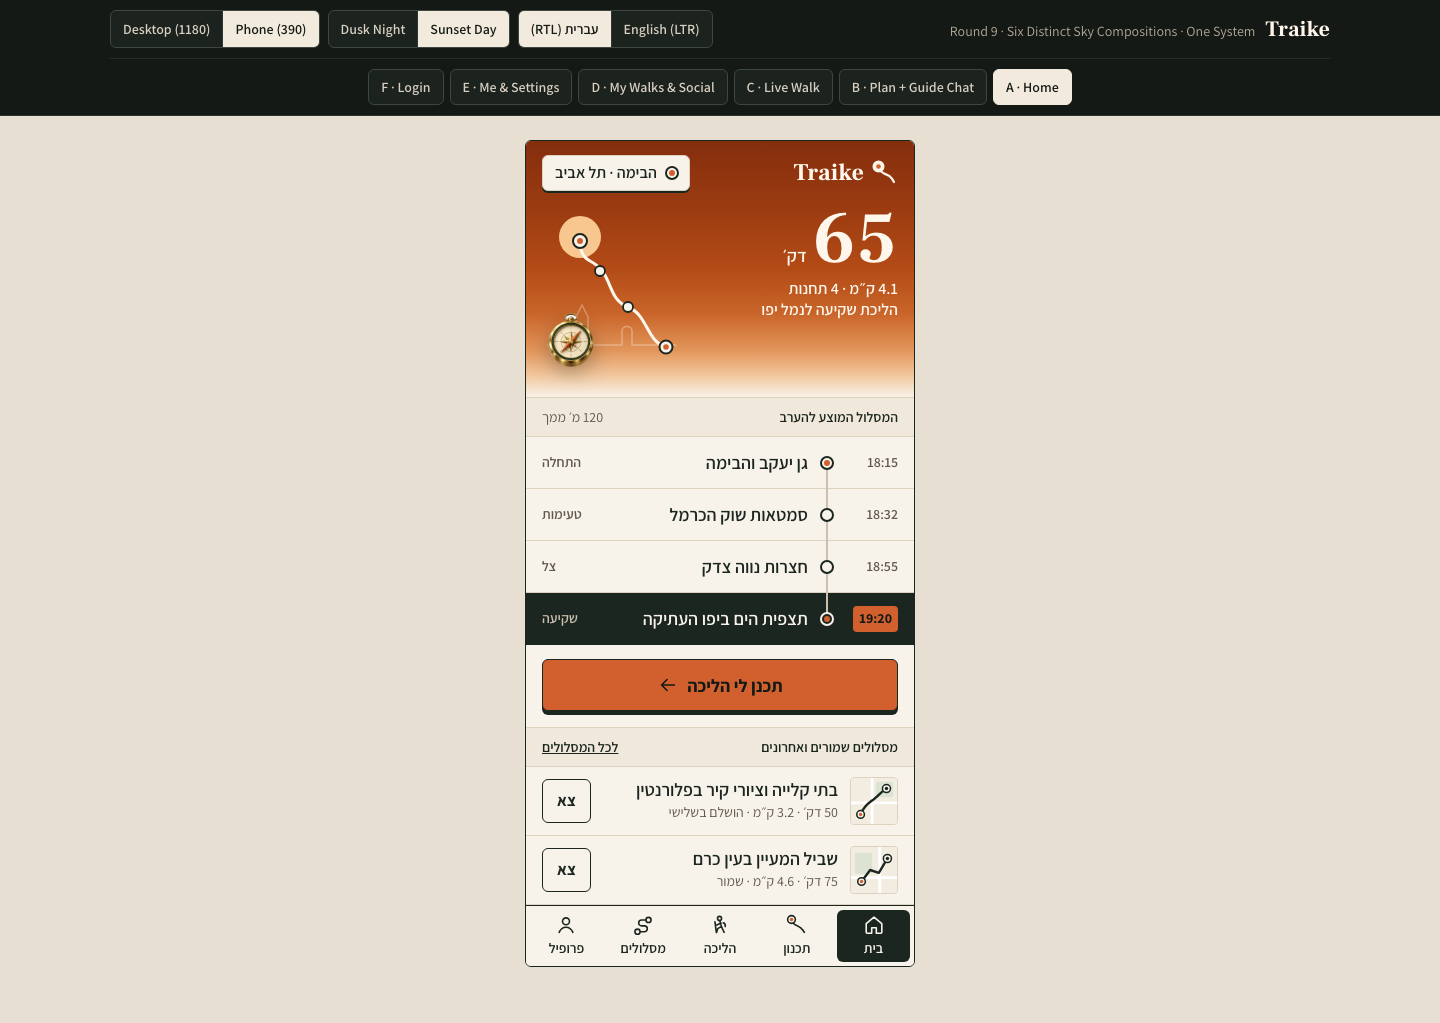 Desktop (1180)
Phone (390)
Dusk Night
Sunset Day
עברית (RTL)
English (LTR)
Round 9 · Six Distinct Sky Compositions · One System
Traike
F · Login
E · Me & Settings
D · My Walks & Social
C · Live Walk
B · Plan + Guide Chat
A · Home
Traike
הבימה · תל אביב
65 דק׳
4.1 ק״מ · 4 תחנות
הליכת שקיעה לנמל יפו
המסלול המוצע להערב
120 מ׳ ממך
18:15 גן יעקב והבימה התחלה
18:32 סמטאות שוק הכרמל טעימות
18:55 חצרות נווה צדק צל
19:20 תצפית הים ביפו העתיקה שקיעה
תכנן לי הליכה ←
מסלולים שמורים ואחרונים
לכל המסלולים
בתי קלייה וציורי קיר בפלורנטין
50 דק׳ · 3.2 ק״מ · הושלם בשלישי
צא
שביל המעיין בעין כרם
75 דק׳ · 4.6 ק״מ · שמור
צא
בית
תכנון
הליכה
מסלולים
פרופיל